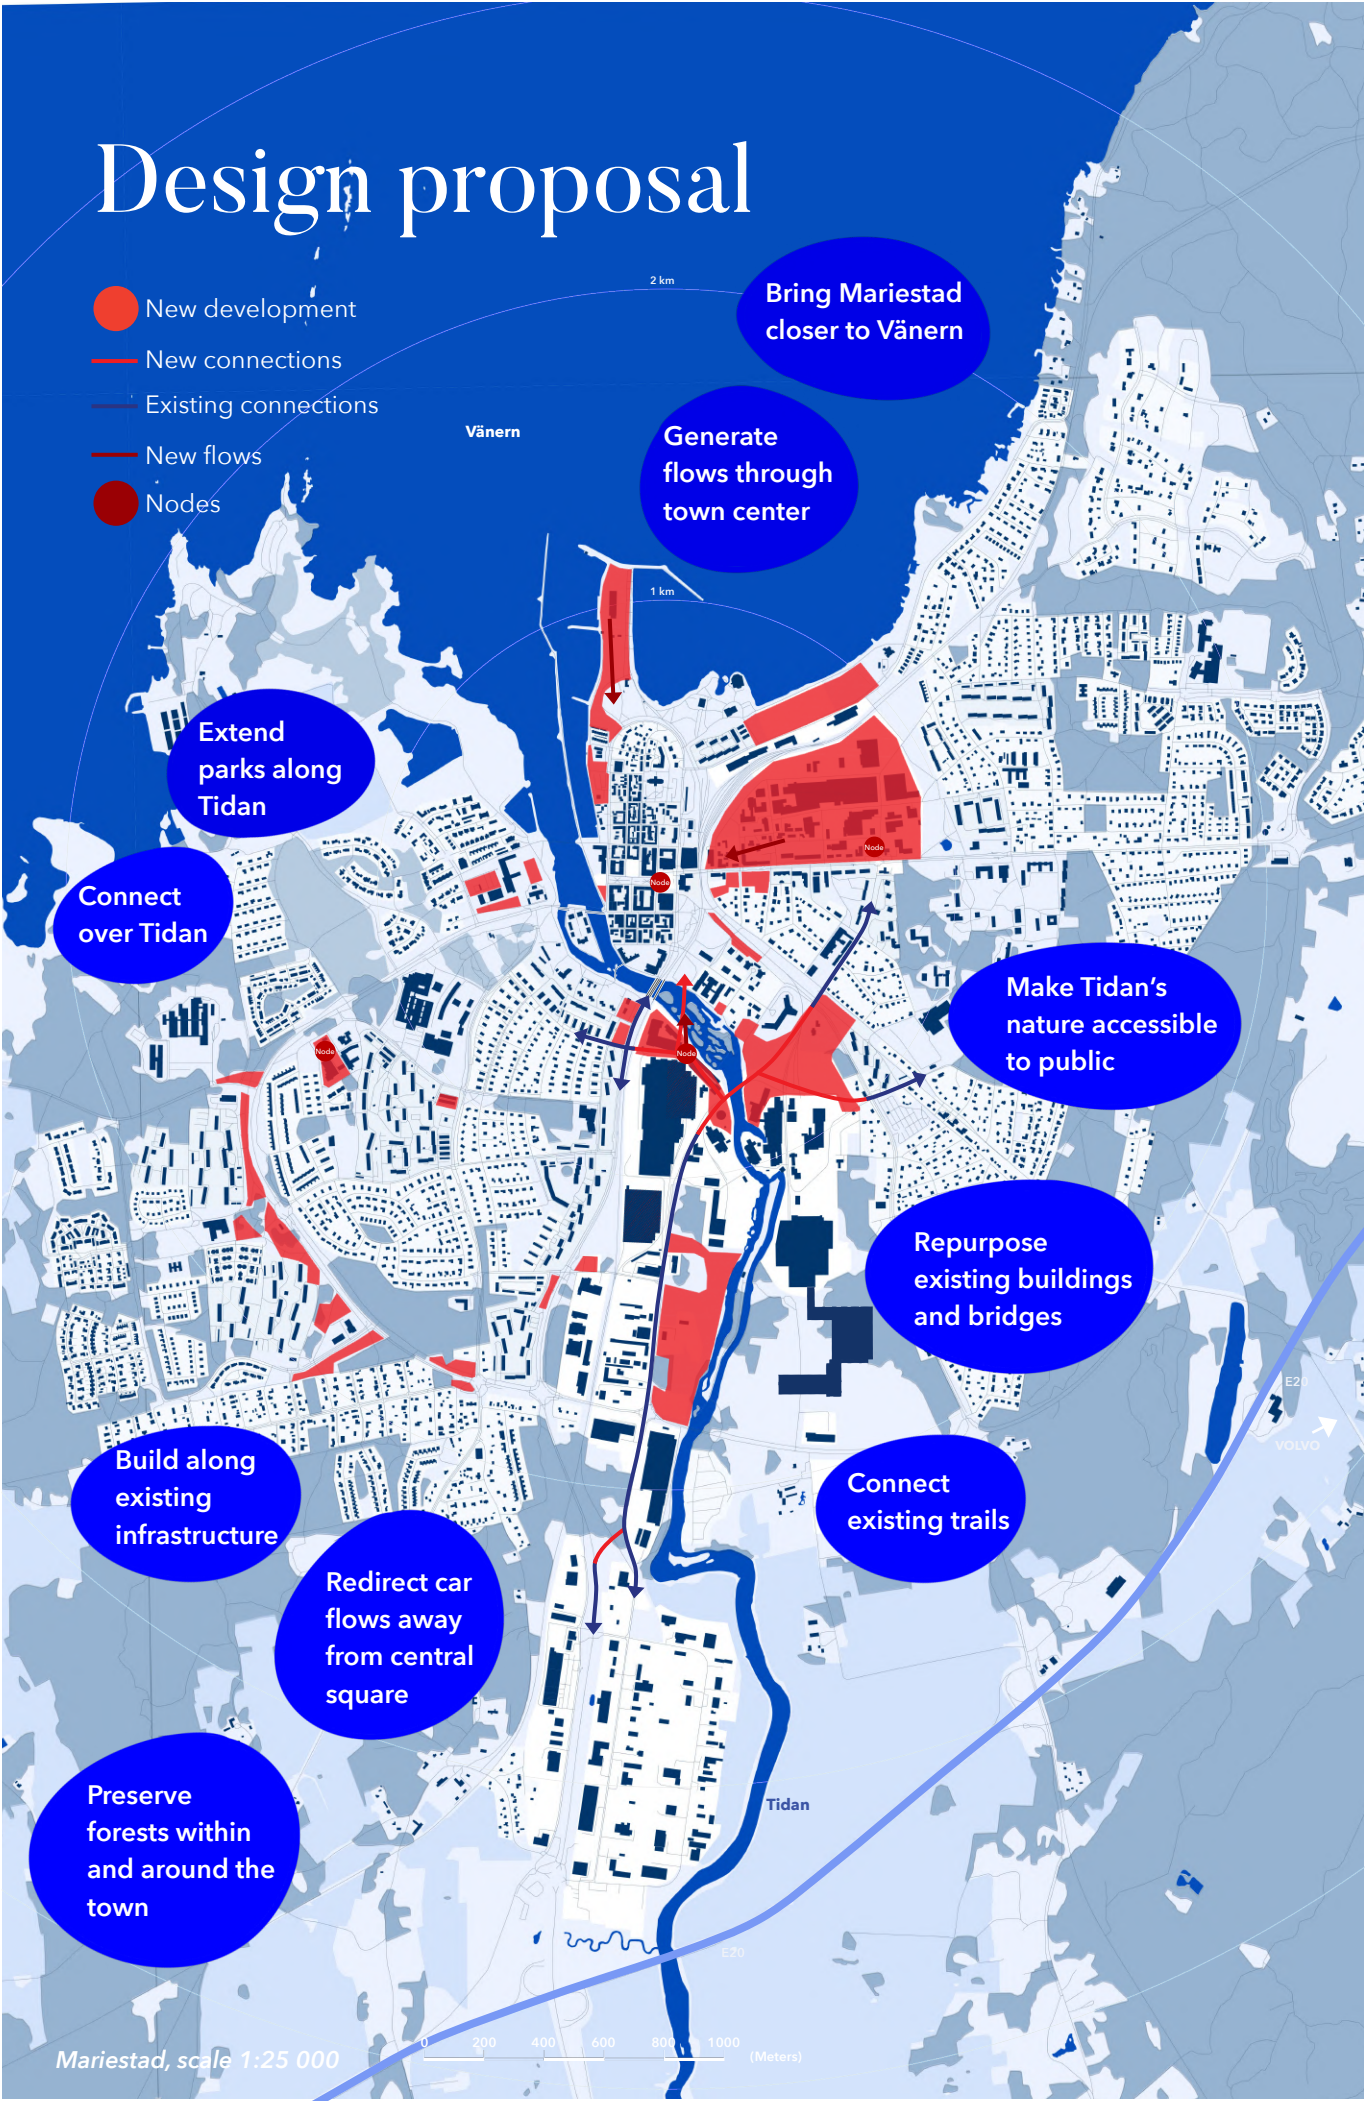 Design proposal
New development
New connections
Existing connections
New flows
Nodes
2 km
Bring Mariestad
closer to Vänern
Generate
flows through
town center
Vänern
1 km
Extend
parks along
Tidan
Connect
over Tidan
Node
Node
Node
Node
Make Tidan’s
nature accessible
to public
Repurpose
existing buildings
and bridges
E20
VOLVO
Build along
existing
infrastructure
Connect
existing trails
Redirect car
flows away
from central
square
Preserve
forests within
and around the
town
Tidan
E20
0 200 400 600 800 1000
(Meters)
Mariestad, scale 1:25 000